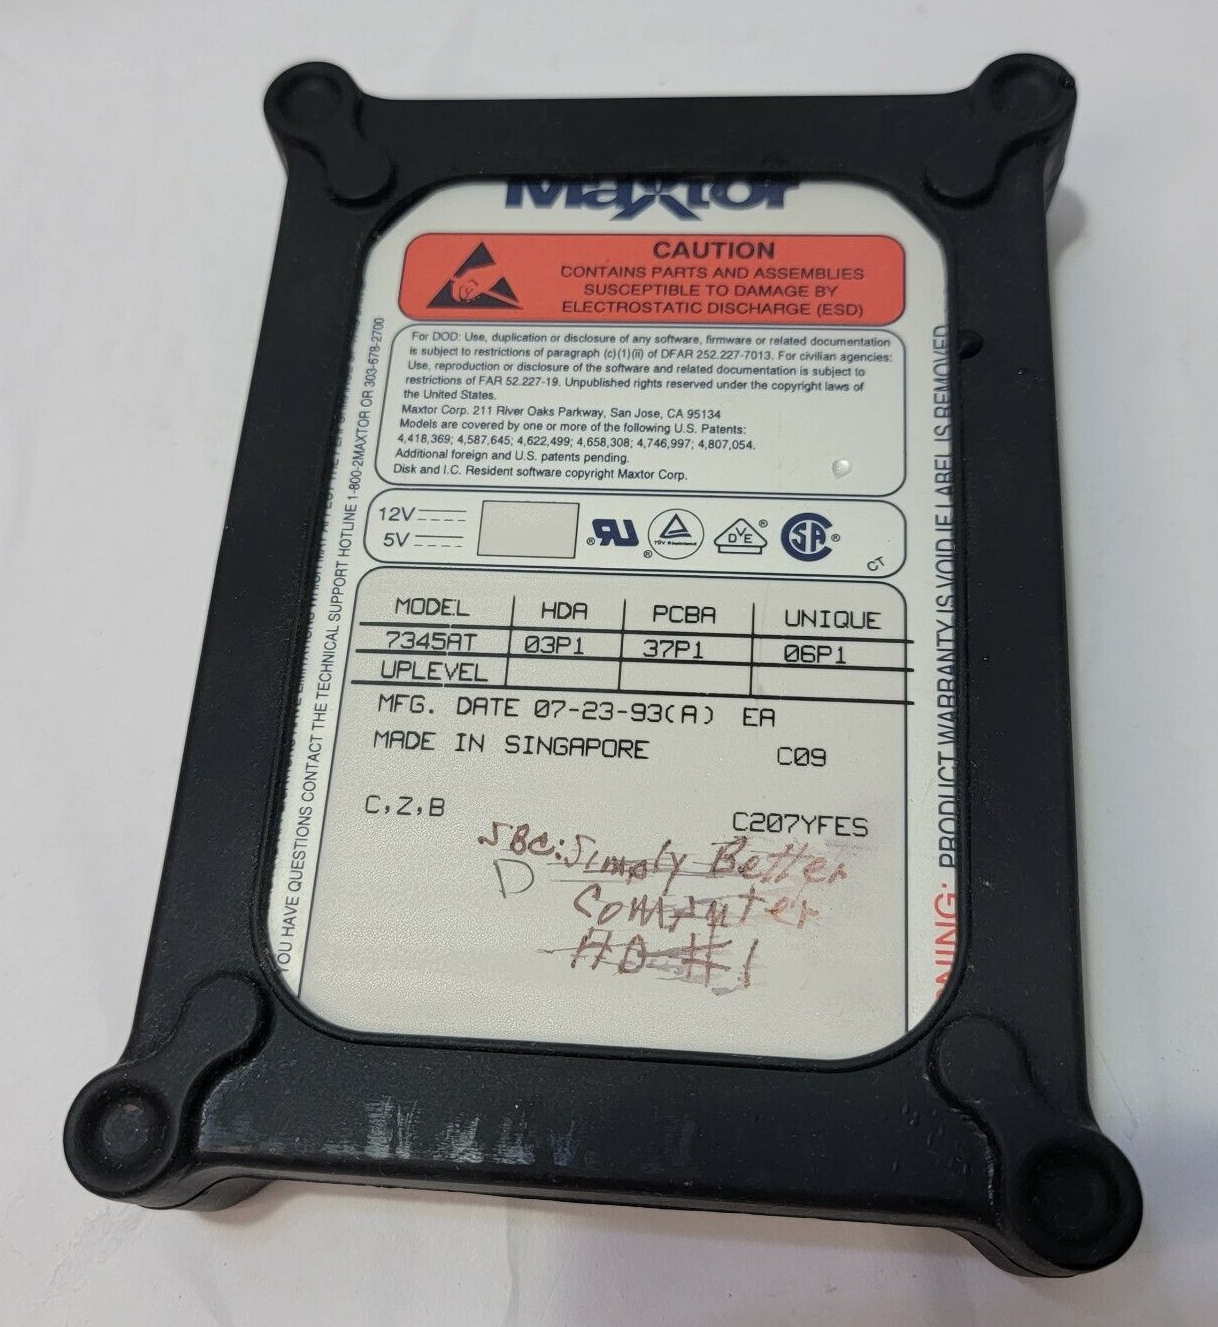 Maxtor
CAUTION
CONTAINS PARTS AND ASSEMBLIES
SUSCEPTIBLE TO DAMAGE BY
ELECTROSTATIC DISCHARGE (ESD)
For DOD: Use, duplication or disclosure of any software, firmware or related documentation
is subject to restrictions of paragraph (c)(1)(ii) of DFAR 252.227-7013. For civilian agencies:
Use, reproduction or disclosure of the software and related documentation is subject to
restrictions of FAR 52.227-19. Unpublished rights reserved under the copyright laws of
the United States.
Maxtor Corp. 211 River Oaks Parkway, San Jose, CA 95134
Models are covered by one or more of the following U.S. Patents:
4,418,369; 4,587,645; 4,622,499; 4,658,308; 4,746,997; 4,807,054.
Additional foreign and U.S. patents pending.
Disk and I.C. Resident software copyright Maxtor Corp.
12V
5V
® RU ® DVE ® SA ®
CT
MODEL HDA PCBA UNIQUE
7345AT 03P1 37P1 06P1
UPLEVEL
MFG. DATE 07-23-93(A) EA
MADE IN SINGAPORE C09
C,Z,B C207YFES
SBC: Simply Better
D
Computer
HD #1
YOU HAVE QUESTIONS CONTACT THE TECHNICAL SUPPORT HOTLINE 1-800-2MAXTOR OR 303-678-2700
NING: PRODUCT WARRANTY IS VOID IF LABEL IS REMOVED